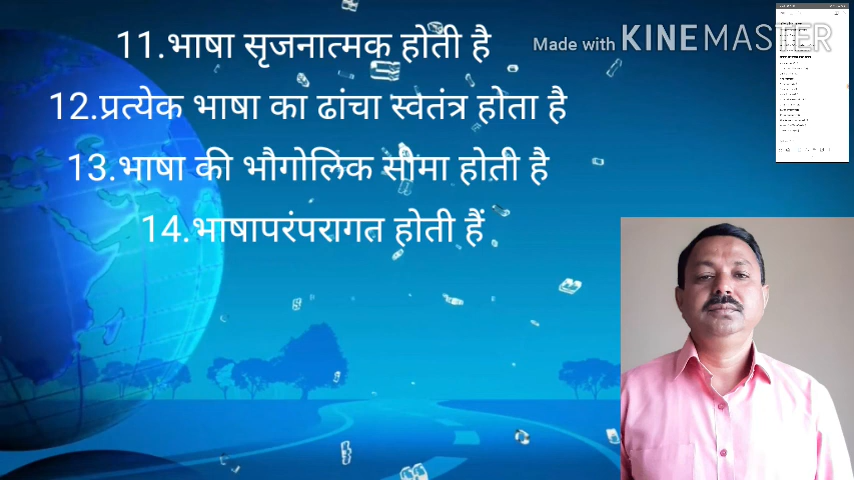 11.भाषा सृजनात्मक होती है
Made with KINEMASTER
12.प्रत्येक भाषा का ढांचा स्वतंत्र होता है
13.भाषा की भौगोलिक सीमा होती है
14.भाषापरंपरागत होती हैं